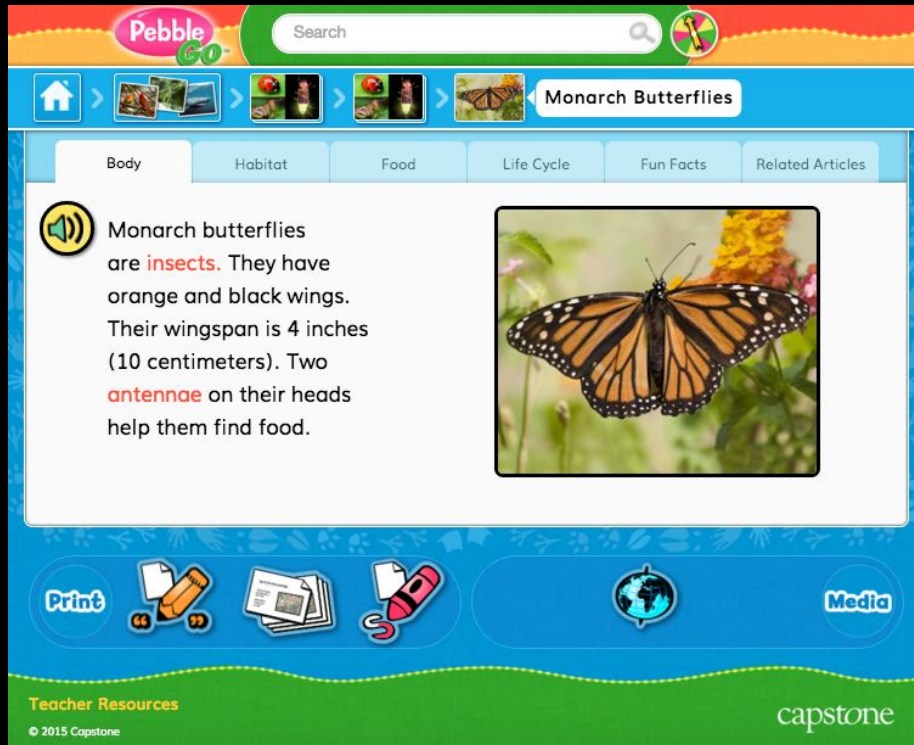 Pebble
GO
Search
Monarch Butterflies
Body
Habitat
Food
Life Cycle
Fun Facts
Related Articles
Monarch butterflies
are insects. They have
orange and black wings.
Their wingspan is 4 inches
(10 centimeters). Two
antennae on their heads
help them find food.
Print
Media
Teacher Resources
© 2015 Capstone
capstone